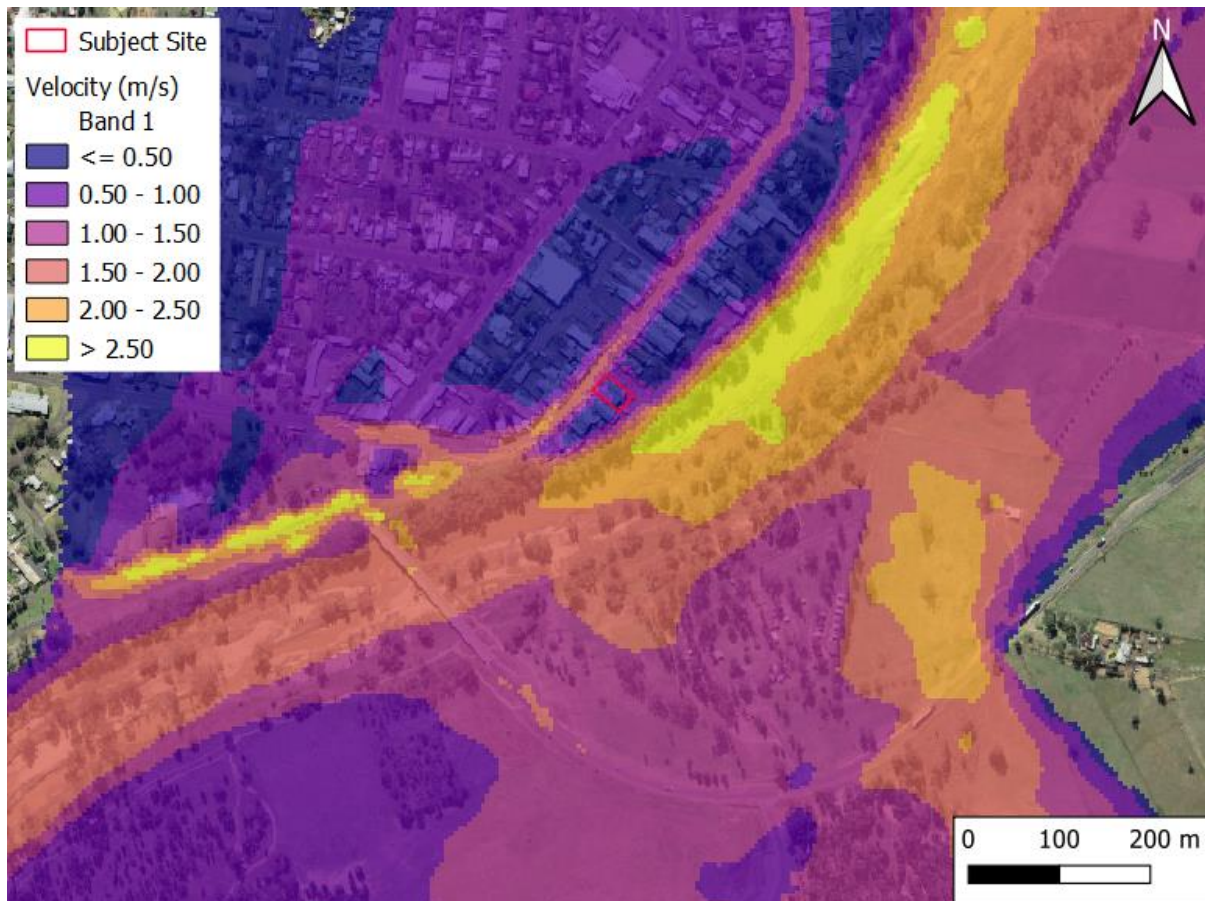 Subject Site
Velocity (m/s)
Band 1
<= 0.50
0.50 - 1.00
1.00 - 1.50
1.50 - 2.00
2.00 - 2.50
> 2.50
N
0 100 200 m